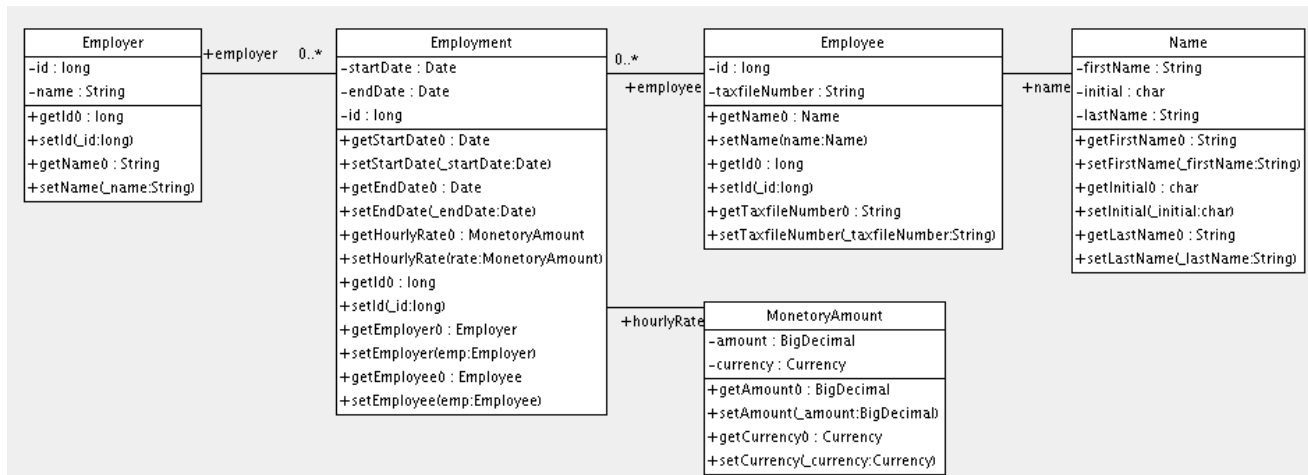 Employer
-id : long
-name : String
+getId() : long
+setId(_id:long)
+getName() : String
+setName(_name:String)
+employer
0..*
Employment
-startDate : Date
-endDate : Date
-id : long
+getStartDate() : Date
+setStartDate(_startDate:Date)
+getEndDate() : Date
+setEndDate(_endDate:Date)
+getHourlyRate() : MonetoryAmount
+setHourlyRate(rate:MonetoryAmount)
+getId() : long
+setId(_id:long)
+getEmployer() : Employer
+setEmployer(emp:Employer)
+getEmployee() : Employee
+setEmployee(emp:Employee)
0..*
+employee
Employee
-id : long
-taxfileNumber : String
+getName() : Name
+setName(name:Name)
+getId() : long
+setId(_id:long)
+getTaxfileNumber() : String
+setTaxfileNumber(_taxfileNumber:String)
+name
Name
-firstName : String
-initial : char
-lastName : String
+getFirstName() : String
+setFirstName(_firstName:String)
+getInitial() : char
+setInitial(_initial:char)
+getLastName() : String
+setLastName(_lastName:String)
+hourlyRate
MonetoryAmount
-amount : BigDecimal
-currency : Currency
+getAmount() : BigDecimal
+setAmount(_amount:BigDecimal)
+getCurrency() : Currency
+setCurrency(_currency:Currency)